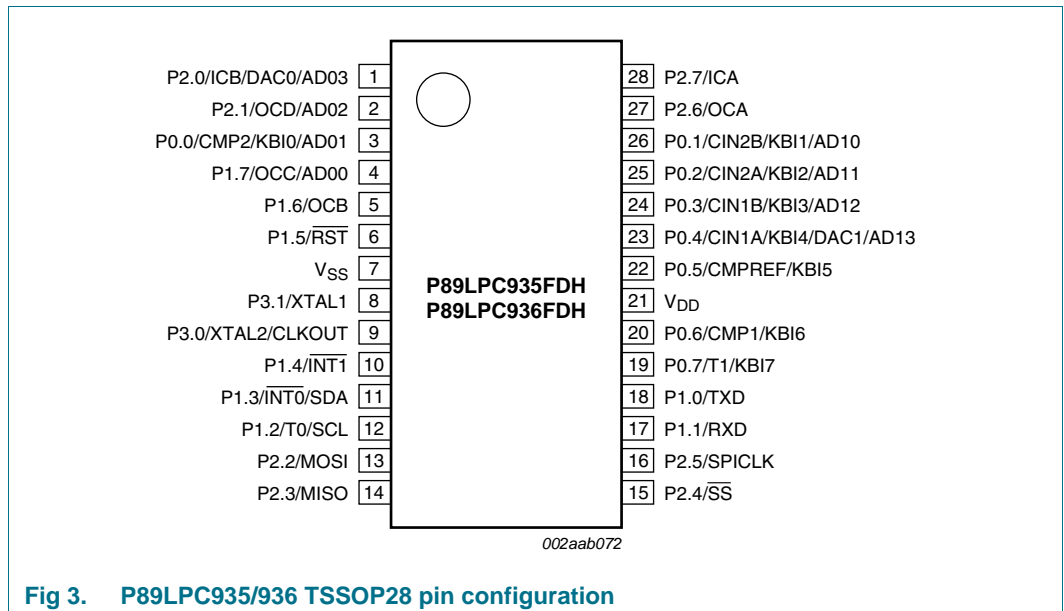 P2.0/ICB/DAC0/AD03 1
P2.1/OCD/AD02 2
P0.0/CMP2/KBI0/AD01 3
P1.7/OCC/AD00 4
P1.6/OCB 5
P1.5/R̅S̅T̅ 6
VSS 7
P3.1/XTAL1 8
P3.0/XTAL2/CLKOUT 9
P1.4/I̅N̅T̅1̅ 10
P1.3/I̅N̅T̅0̅/SDA 11
P1.2/T0/SCL 12
P2.2/MOSI 13
P2.3/MISO 14
P89LPC935FDH
P89LPC936FDH
28 P2.7/ICA
27 P2.6/OCA
26 P0.1/CIN2B/KBI1/AD10
25 P0.2/CIN2A/KBI2/AD11
24 P0.3/CIN1B/KBI3/AD12
23 P0.4/CIN1A/KBI4/DAC1/AD13
22 P0.5/CMPREF/KBI5
21 VDD
20 P0.6/CMP1/KBI6
19 P0.7/T1/KBI7
18 P1.0/TXD
17 P1.1/RXD
16 P2.5/SPICLK
15 P2.4/S̅S̅
002aab072
Fig 3. P89LPC935/936 TSSOP28 pin configuration